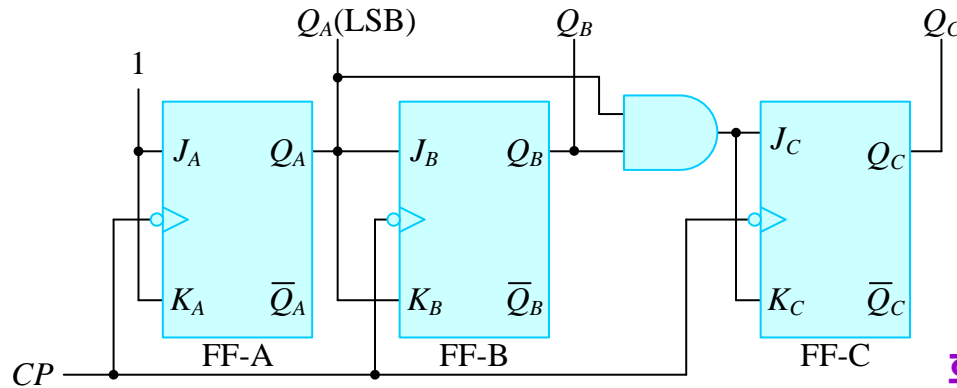 Q_A(LSB) Q_B Q_C
1
J_A Q_A J_B Q_B J_C Q_C
K_A Q̅_A K_B Q̅_B K_C Q̅_C
FF-A FF-B FF-C
CP